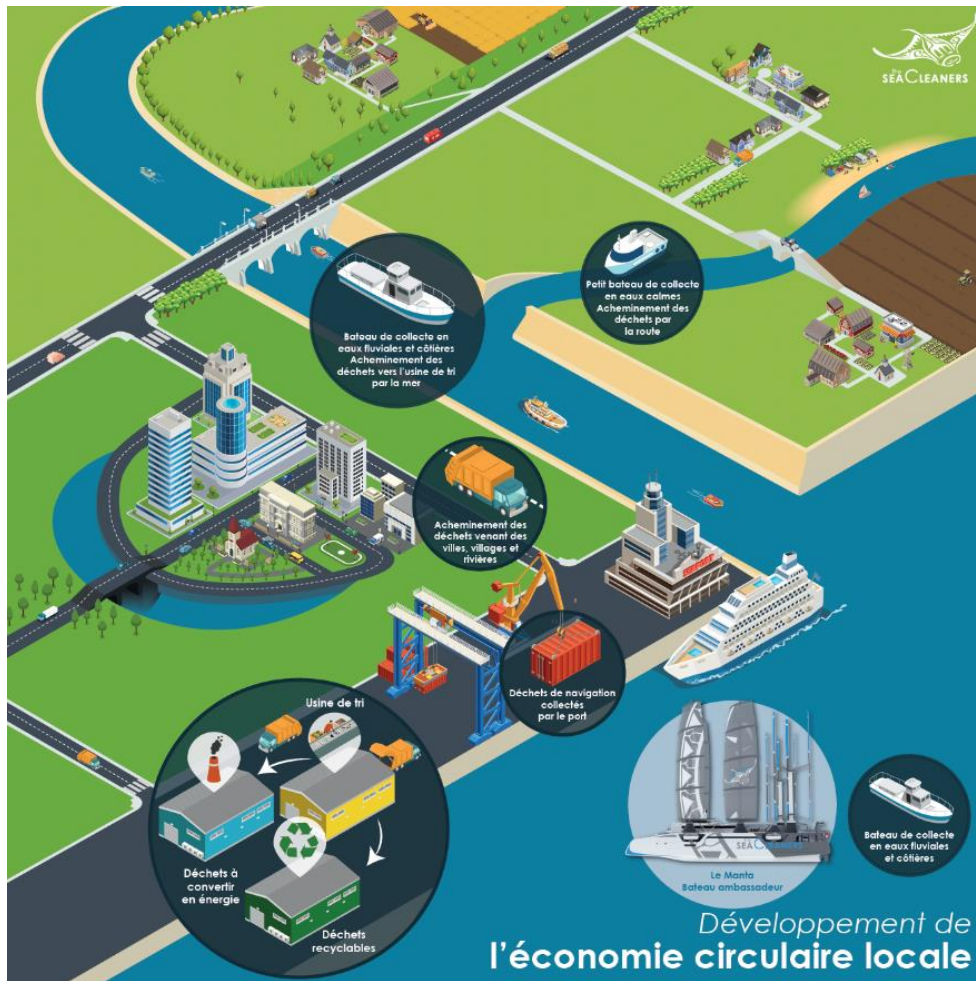 the
SEACLEANERS
Petit bateau de collecte
en eaux calmes
Acheminement des
déchets par
la route
Bateau de collecte en
eaux fluviales et côtières
Acheminement des
déchets vers l'usine de tri
par la mer
Acheminement des
déchets venant des
villes, villages et
rivières
Déchets de navigation
collectés
par le port
Usine de tri
Déchets à
convertir
en énergie
Déchets
recyclables
SEACLEANERS
Le Manta
Bateau ambassadeur
Bateau de collecte
en eaux fluviales
et côtières
Développement de
l'économie circulaire locale